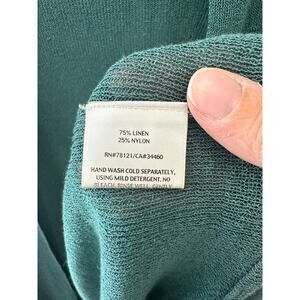 75% LINEN
25% NYLON
RN#78121/CA#34460
HAND WASH COLD SEPARATELY,
USING MILD DETERGENT. NO
BLEACH. RINSE WELL. GENTLY